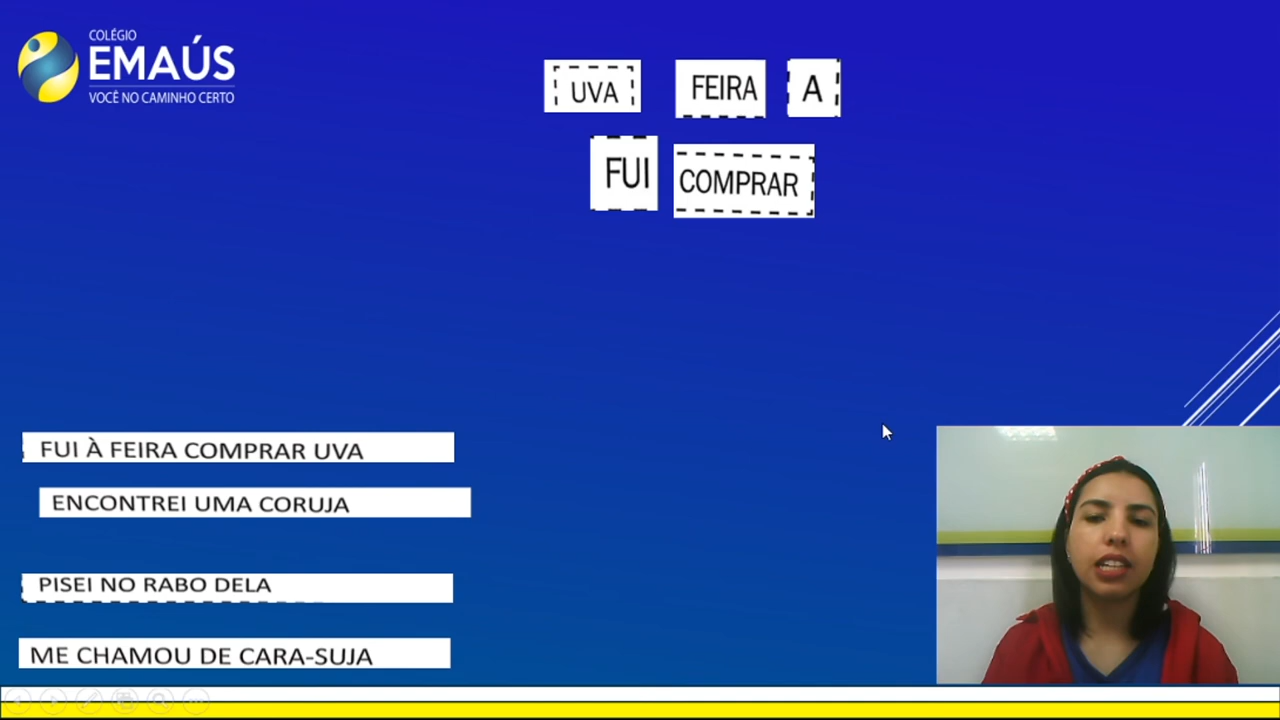 COLÉGIO
EMAÚS
VOCÊ NO CAMINHO CERTO
UVA FEIRA A
FUI COMPRAR
FUI À FEIRA COMPRAR UVA
ENCONTREI UMA CORUJA
PISEI NO RABO DELA
ME CHAMOU DE CARA-SUJA